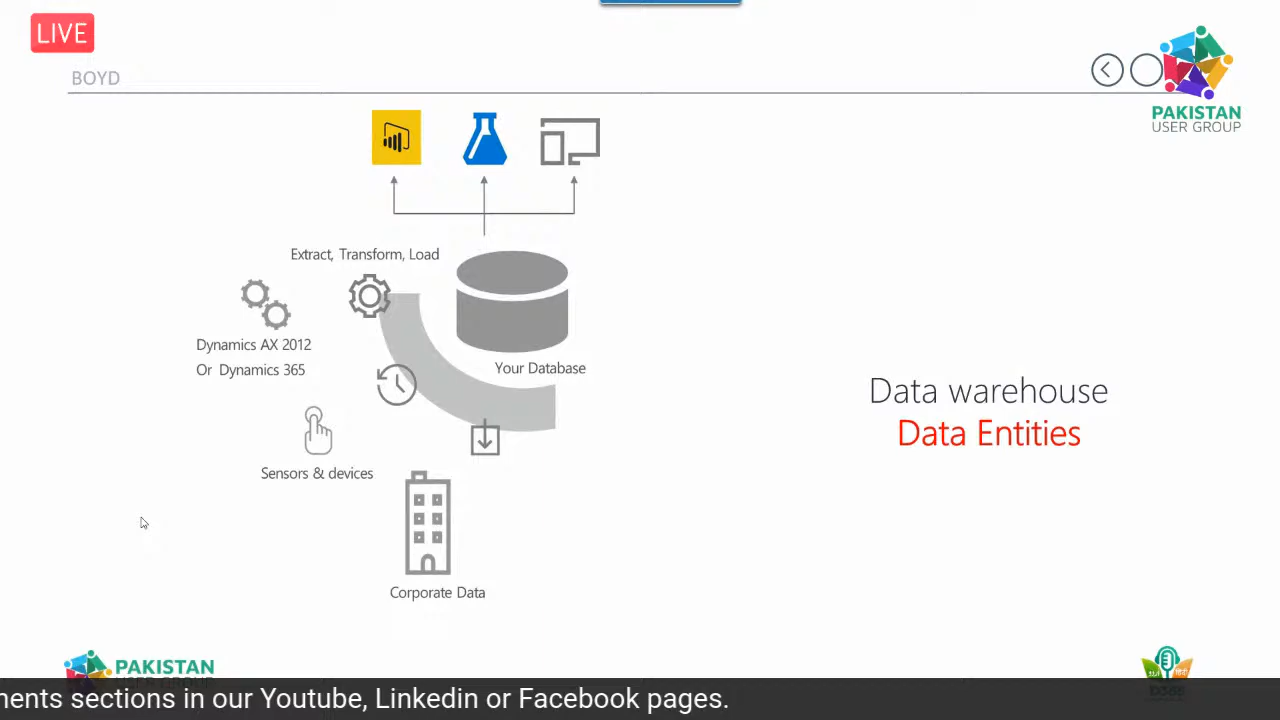 LIVE
BOYD
PAKISTAN
USER GROUP
Extract, Transform, Load
Dynamics AX 2012
Or Dynamics 365
Your Database
Data warehouse
Data Entities
Sensors & devices
Corporate Data
PAKISTAN
nents sections in our Youtube, Linkedin or Facebook pages.